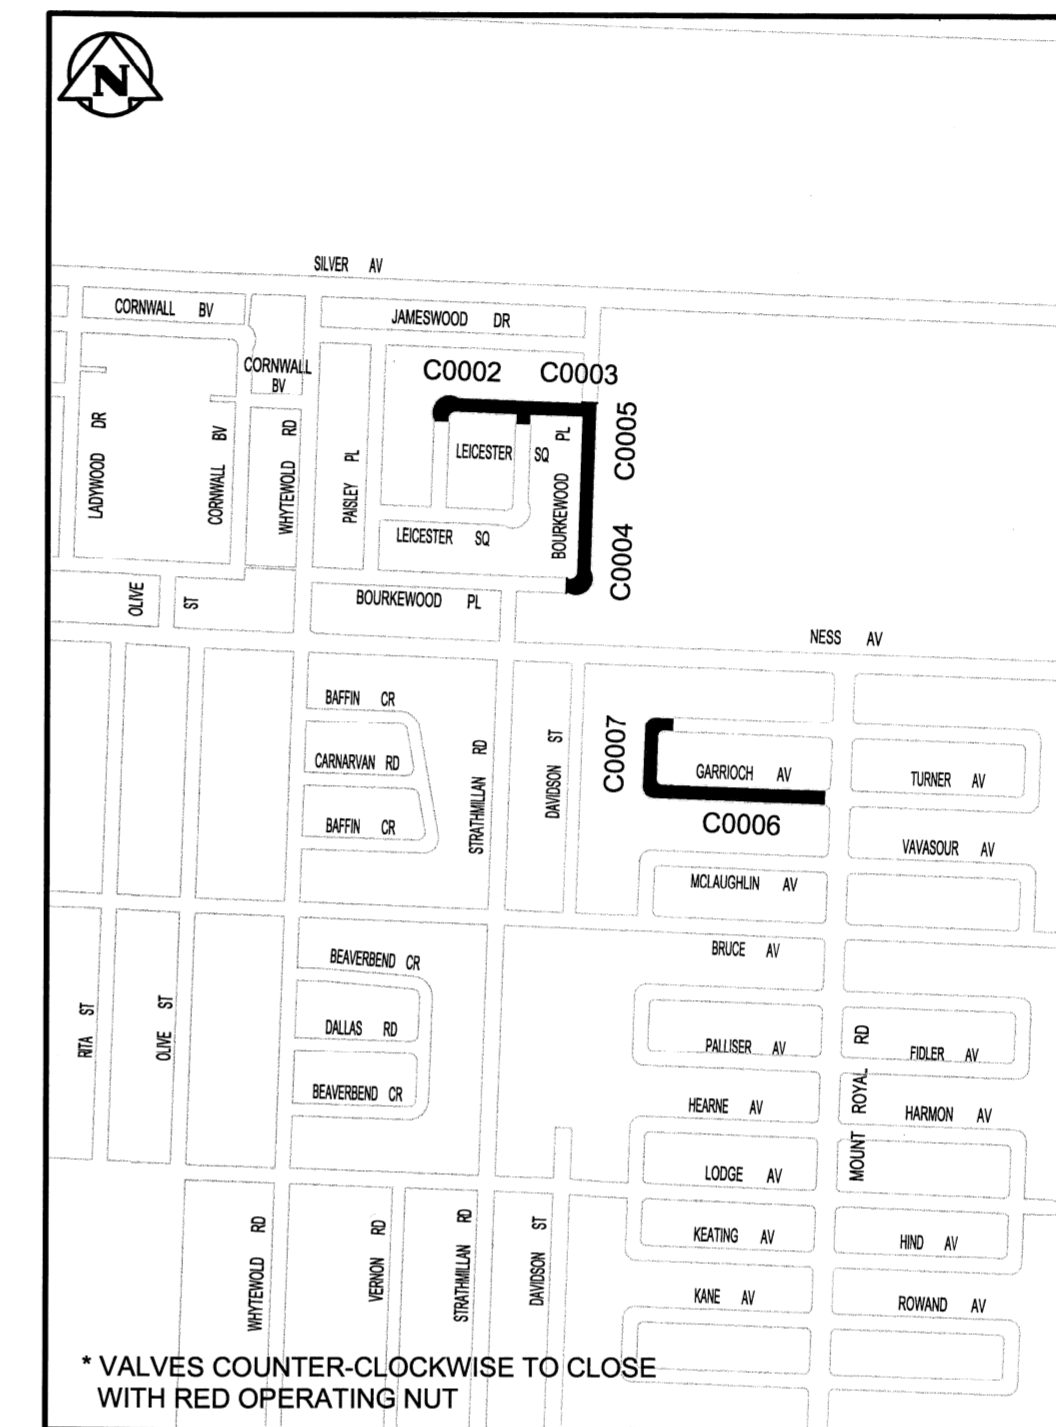 N
SILVER AV
CORNWALL BV
JAMESWOOD DR
CORNWALL
BV
C0002
C0003
C0005
LADYWOOD DR
CORNWALL BV
WHYTEWOLD RD
PAISLEY PL
LEICESTER SQ
BOURKEWOOD PL
LEICESTER SQ
C0004
OLIVE ST
BOURKEWOOD PL
NESS AV
BAFFIN CR
CARNARVAN RD
BAFFIN CR
STRATHMILLAN RD
DAVIDSON ST
C0007
GARRIOCH AV
TURNER AV
C0006
VAVASOUR AV
MCLAUGHLIN AV
BRUCE AV
BEAVERBEND CR
RITA ST
OLIVE ST
DALLAS RD
BEAVERBEND CR
PALLISER AV
MOUNT ROYAL RD
FIDLER AV
HEARNE AV
HARMON AV
LODGE AV
WHYTEWOLD RD
VERNON RD
STRATHMILLAN RD
DAVIDSON ST
KEATING AV
HIND AV
KANE AV
ROWAND AV
* VALVES COUNTER-CLOCKWISE TO CLOSE
WITH RED OPERATING NUT